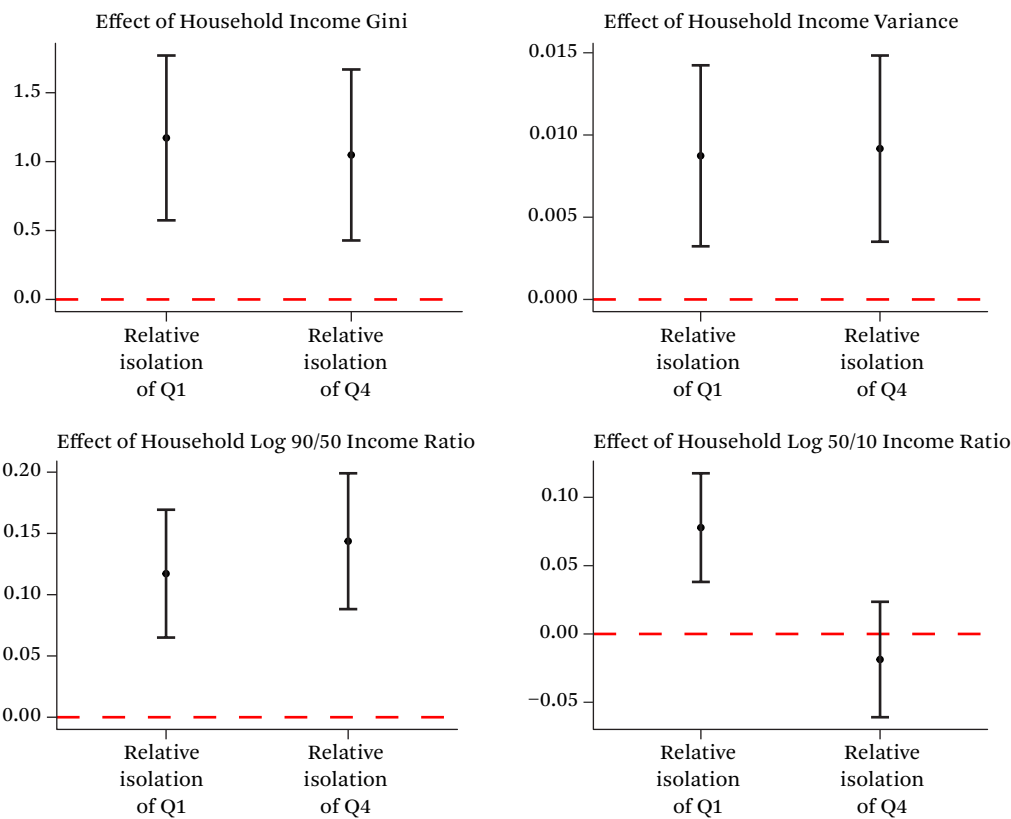 Effect of Household Income Gini
1.5
1.0
0.5
0.0
Relative
isolation
of Q1
Relative
isolation
of Q4
Effect of Household Income Variance
0.015
0.010
0.005
0.000
Relative
isolation
of Q1
Relative
isolation
of Q4
Effect of Household Log 90/50 Income Ratio
0.20
0.15
0.10
0.05
0.00
Relative
isolation
of Q1
Relative
isolation
of Q4
Effect of Household Log 50/10 Income Ratio
0.10
0.05
0.00
−0.05
Relative
isolation
of Q1
Relative
isolation
of Q4